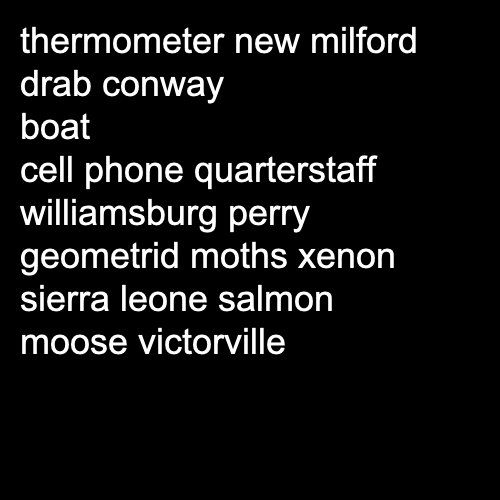 thermometer new milford
drab conway
boat
cell phone quarterstaff
williamsburg perry
geometrid moths xenon
sierra leone salmon
moose victorville